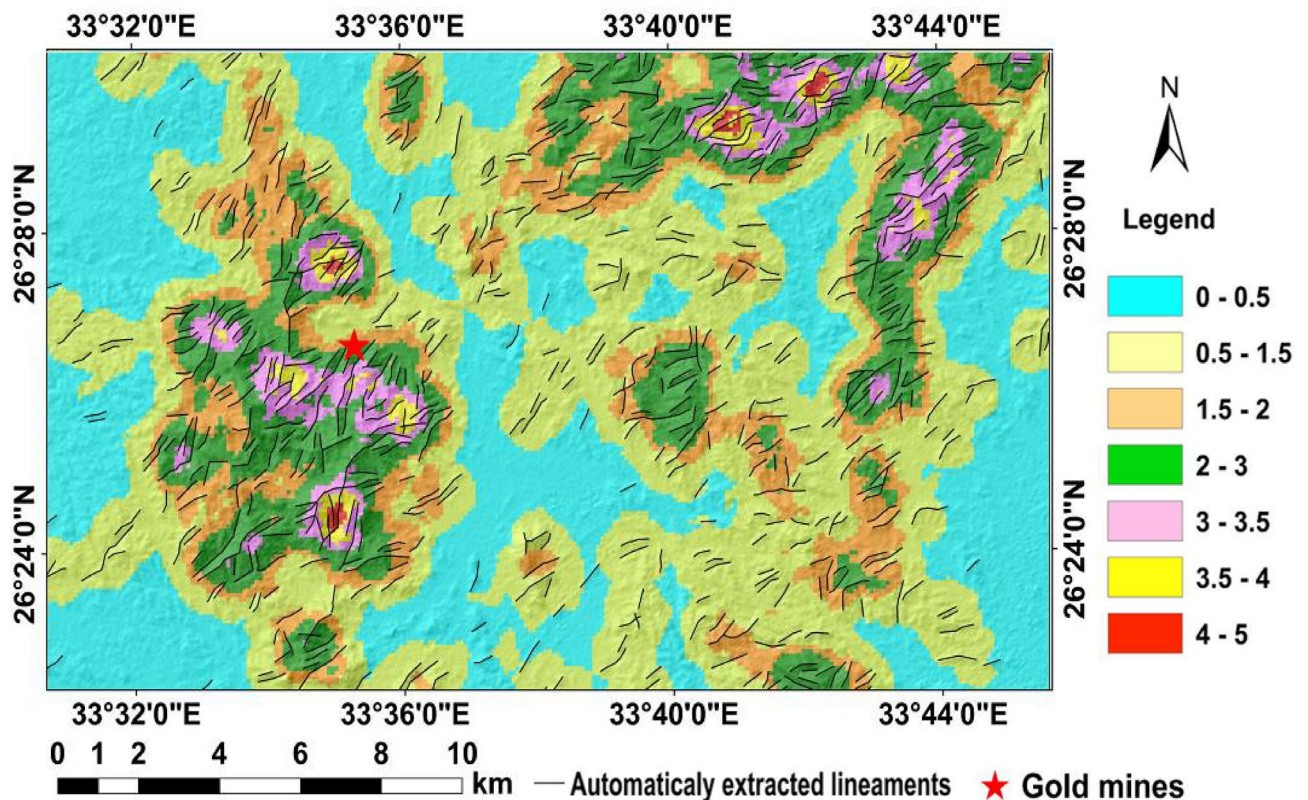 33°32'0"E 33°36'0"E 33°40'0"E 33°44'0"E
N
26°28'0"N
26°28'0"N
Legend
0 - 0.5
0.5 - 1.5
1.5 - 2
2 - 3
3 - 3.5
3.5 - 4
4 - 5
26°24'0"N
26°24'0"N
33°32'0"E 33°36'0"E 33°40'0"E 33°44'0"E
0 1 2 4 6 8 10
km
Automaticaly extracted lineaments
Gold mines